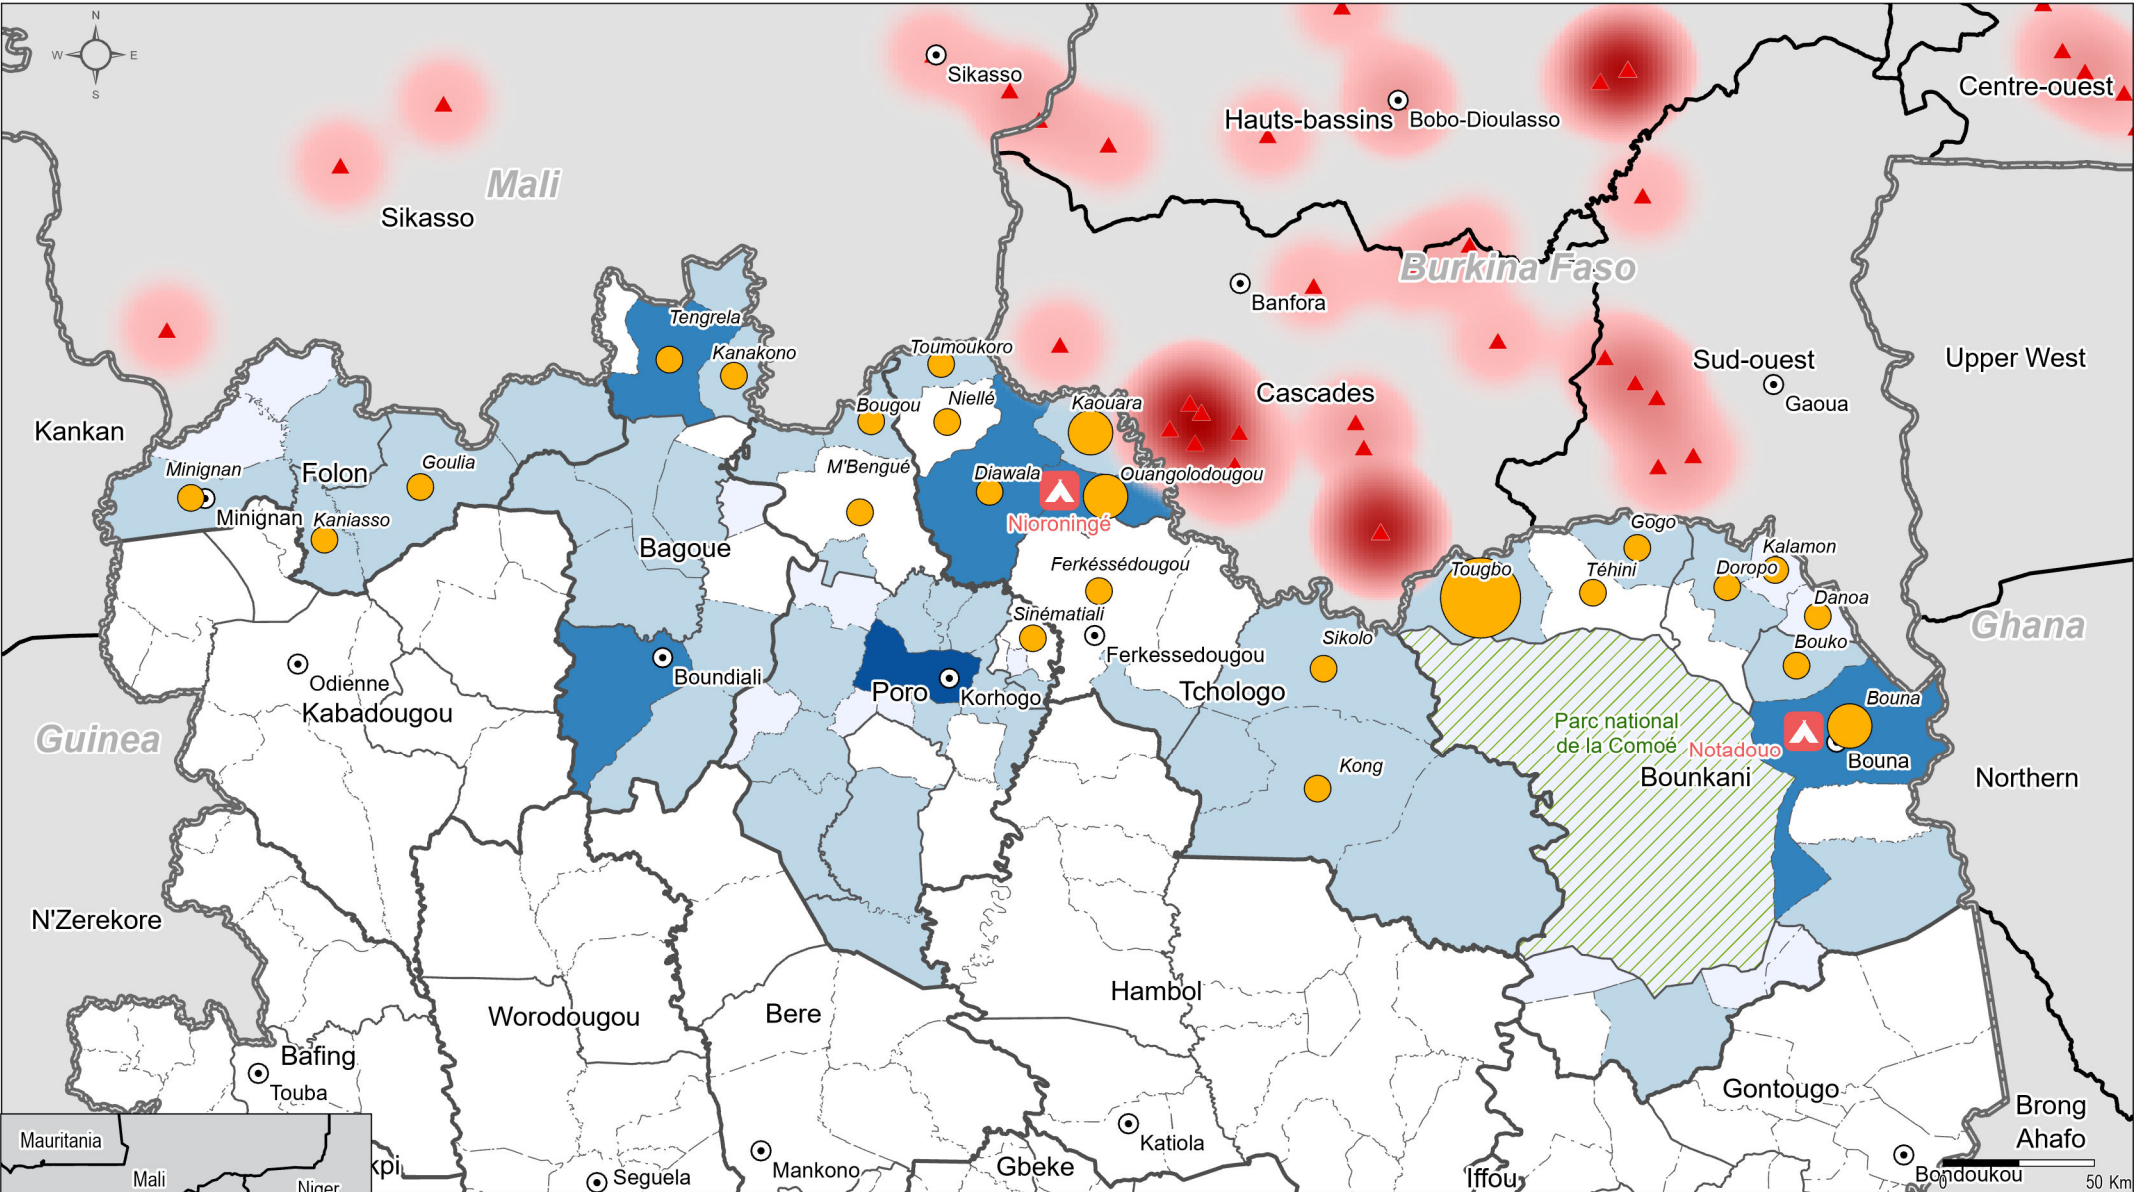 N
W
E
S
Sikasso
Centre-ouest
Hauts-bassins
Bobo-Dioulasso
Mali
Sikasso
Burkina Faso
Banfora
Tengrela
Kanakono
Toumoukoro
Sud-ouest
Upper West
Cascades
Niellé
Kaouara
Bougou
Gaoua
Kankan
Minignan
Folon
Goulia
M'Bengué
Diawala
Ouangolodougou
Minignan
Kaniasso
Nioroningé
Gogo
Bagoue
Kalamon
Ferkéssédougou
Tougbo
Téhini
Doropo
Danoa
Sinématiali
Sikolo
Bouko
Ghana
Ferkessedougou
Odienne
Boundiali
Poro
Korhogo
Tchologo
Bouna
Kabadougou
Parc national
de la Comoé
Notadouo
Guinea
Bouna
Kong
Bounkani
Northern
N'Zerekore
Hambol
Worodougou
Bere
Bafing
Touba
Gontougo
Brong
Ahafo
Mauritania
Katiola
kpi
Gbeke
Mankono
Seguela
Iffou
Bondoukou
Mali
Niger
0
50 Km